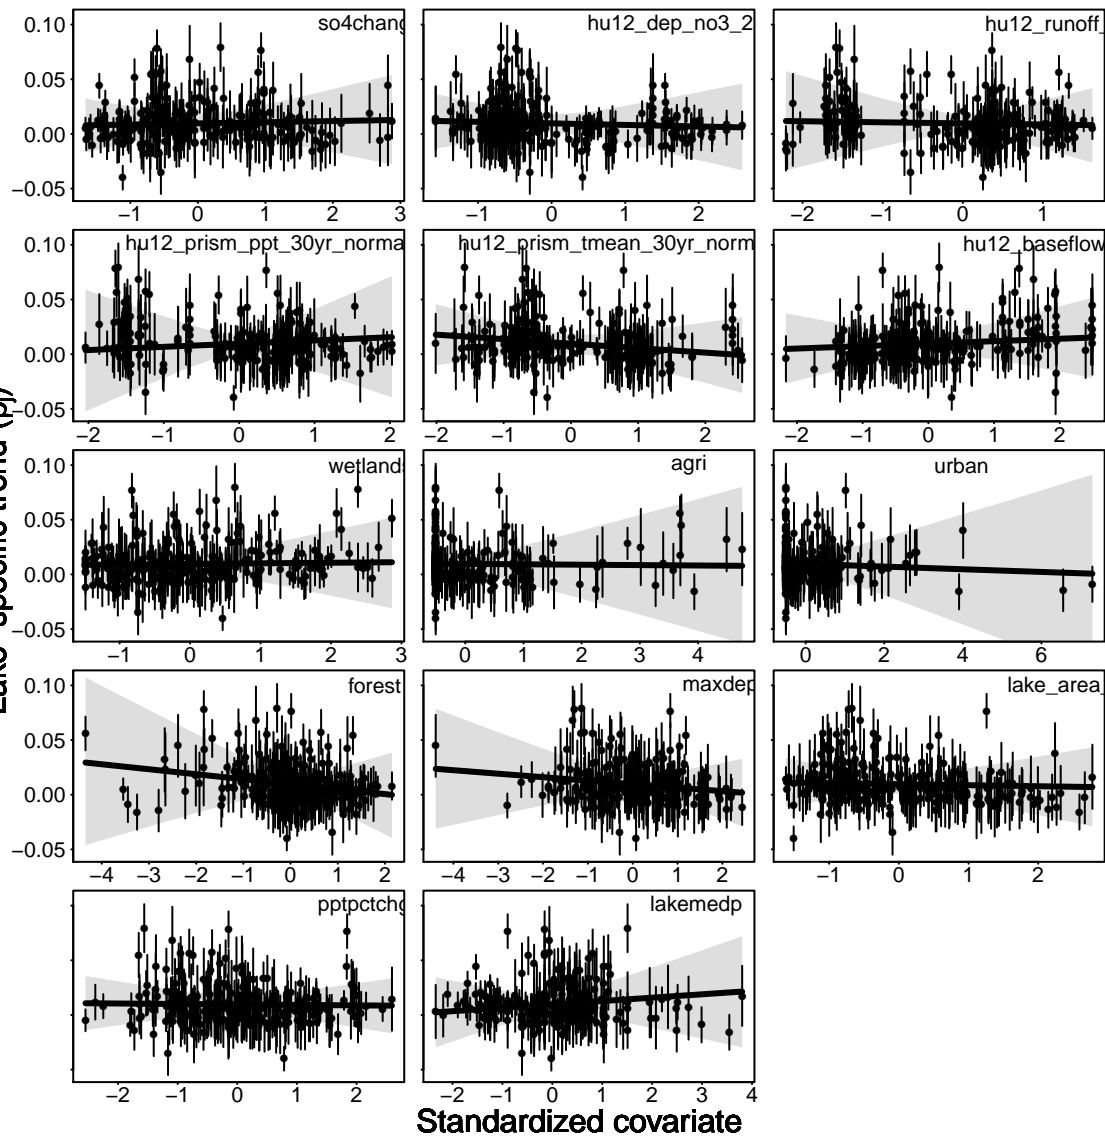 0.10
0.05
0.00
−0.05
so4chang
−1 0 1 2 3
hu12_dep_no3_2
−1 0 1 2
hu12_runoff_
−2 −1 0 1
0.10
0.05
0.00
−0.05
hu12_prism_ppt_30yr_norma
−2 −1 0 1 2
hu12_prism_tmean_30yr_norm
−2 −1 0 1 2
hu12_baseflow
−2 −1 0 1 2
0.10
0.05
0.00
−0.05
wetlands
−1 0 1 2 3
agri
0 1 2 3 4
urban
0 2 4 6
0.10
0.05
0.00
−0.05
forest
−4 −3 −2 −1 0 1 2
maxdep
−4 −3 −2 −1 0 1 2
lake_area_
−1 0 1 2
pptpctchg
−2 −1 0 1 2
lakemedp
−2 −1 0 1 2 3 4
Standardized covariate